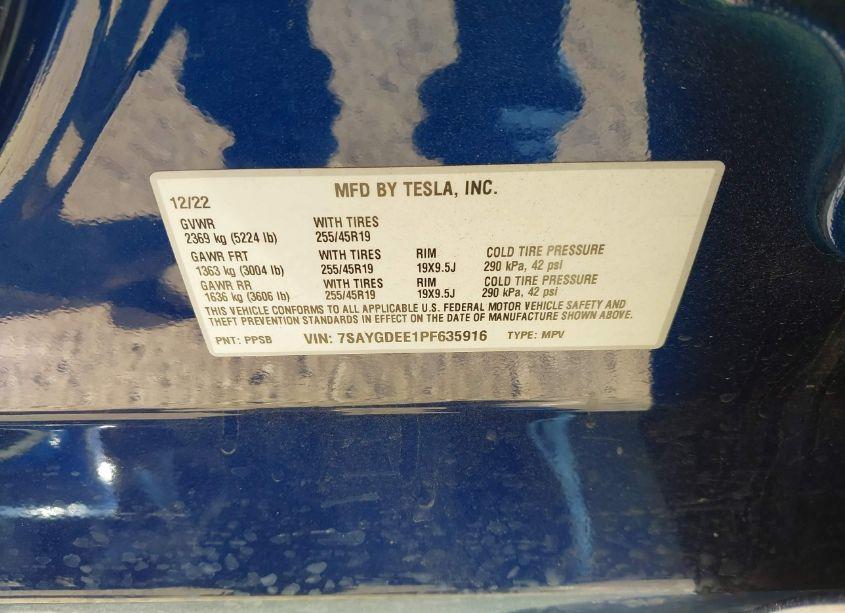 MFD BY TESLA, INC.
12/22
GVWR WITH TIRES
2369 kg (5224 lb) 255/45R19
GAWR FRT WITH TIRES RIM COLD TIRE PRESSURE
1363 kg (3004 lb) 255/45R19 19X9.5J 290 kPa, 42 psi
GAWR RR WITH TIRES RIM COLD TIRE PRESSURE
1636 kg (3606 lb) 255/45R19 19X9.5J 290 kPa, 42 psi
THIS VEHICLE CONFORMS TO ALL APPLICABLE U.S. FEDERAL MOTOR VEHICLE SAFETY AND
THEFT PREVENTION STANDARDS IN EFFECT ON THE DATE OF MANUFACTURE SHOWN ABOVE.
PNT: PPSB VIN: 7SAYGDEE1PF635916 TYPE: MPV